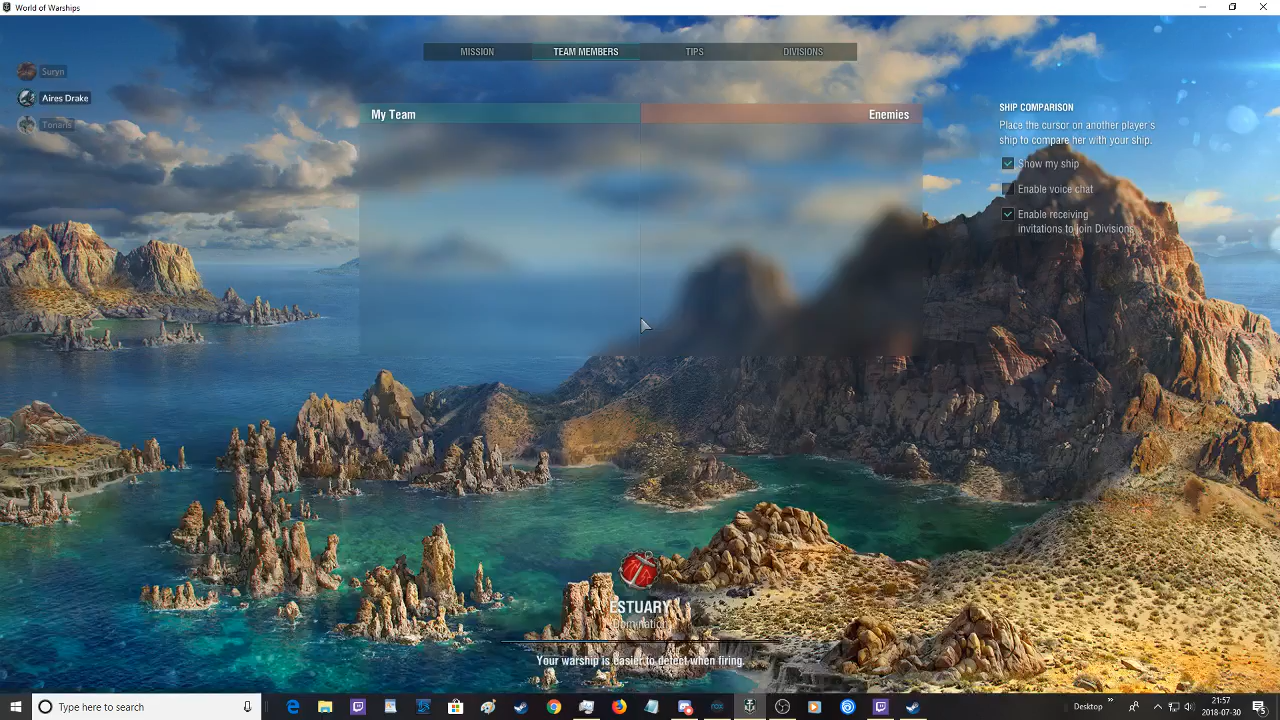 World of Warships
MISSION
TEAM MEMBERS
TIPS
DIVISIONS
Suryn
Aires Drake
Tonaris
My Team
Enemies
SHIP COMPARISON
Place the cursor on another player's
ship to compare her with your ship.
Show my ship
Enable voice chat
Enable receiving
invitations to join Divisions
ESTUARY
Domination
Your warship is easier to detect when firing.
Type here to search
Desktop
21:57
2018-07-30